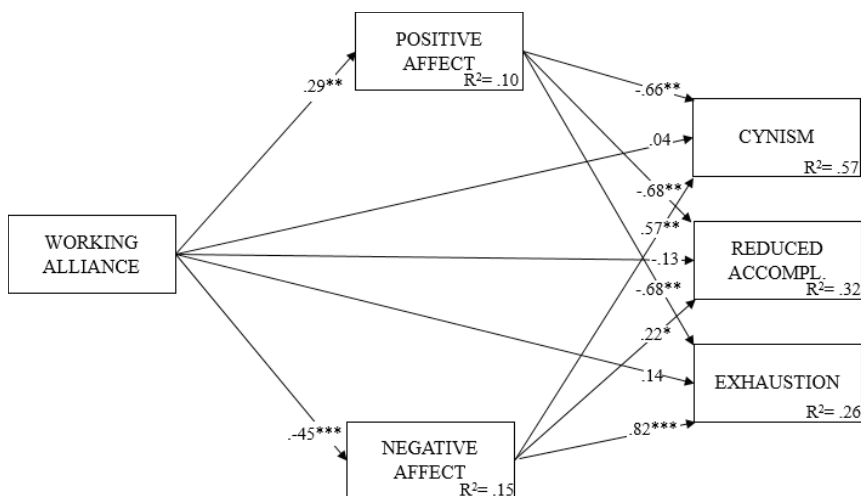 POSITIVE
AFFECT
R²= .10
.29**
-.66**
CYNISM
R²= .57
.04
-.68**
.57**
WORKING
ALLIANCE
-.13
REDUCED
ACCOMPL.
R²= .32
-.68**
.22*
.14
EXHAUSTION
R²= .26
.-45***
.82***
NEGATIVE
AFFECT
R²= .15